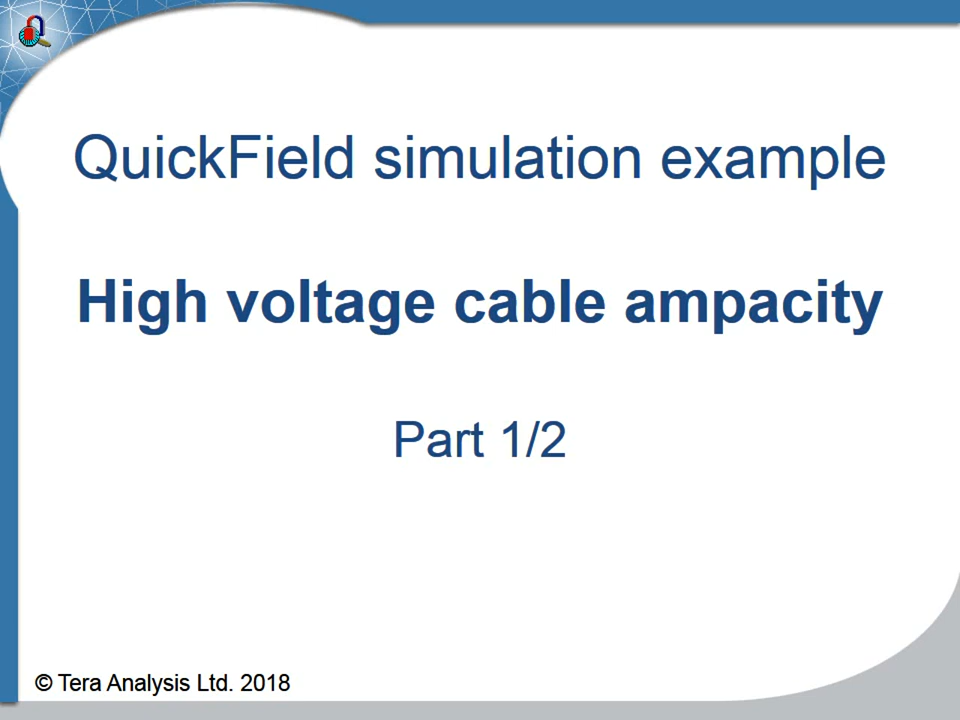 QuickField simulation example
High voltage cable ampacity
Part 1/2
© Tera Analysis Ltd. 2018